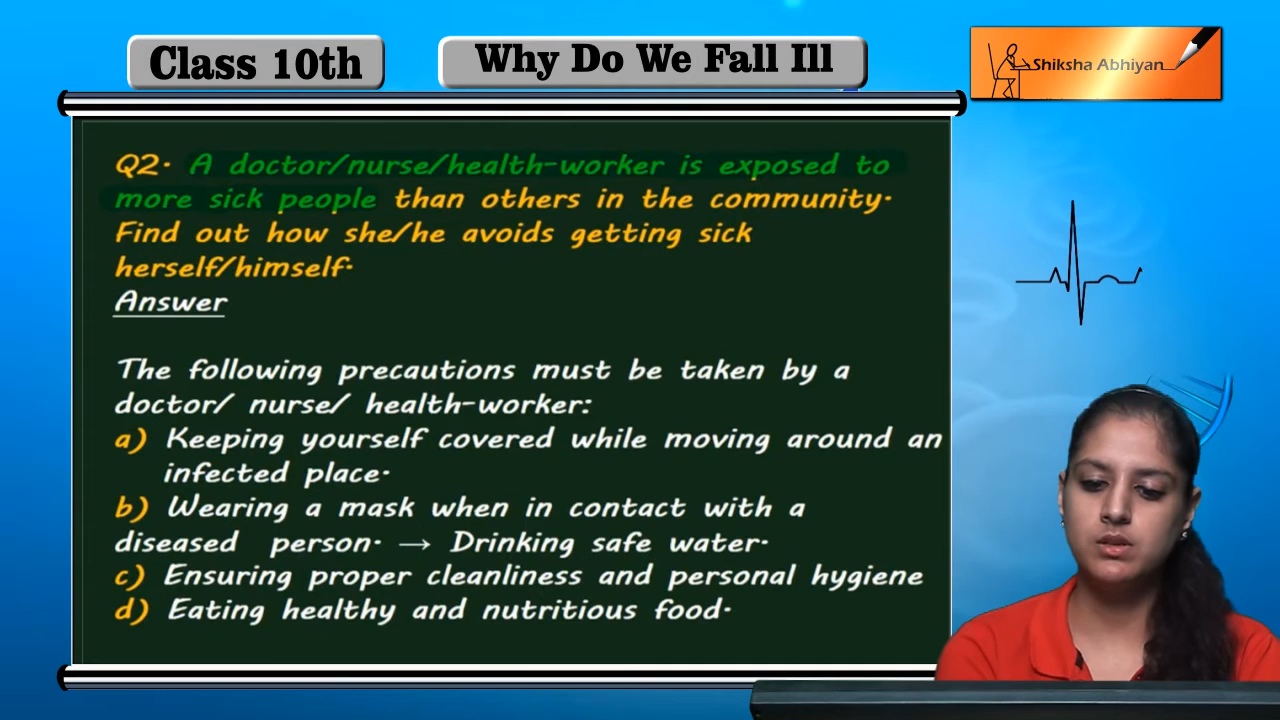 Class 10th
Why Do We Fall Ill
Shiksha Abhiyan
Q2. A doctor/nurse/health-worker is exposed to
more sick people than others in the community.
Find out how she/he avoids getting sick
herself/himself.
Answer
The following precautions must be taken by a
doctor/ nurse/ health-worker:
a) Keeping yourself covered while moving around an
infected place.
b) Wearing a mask when in contact with a
diseased person. → Drinking safe water.
c) Ensuring proper cleanliness and personal hygiene
d) Eating healthy and nutritious food.